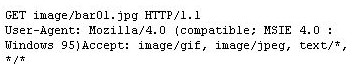 GET image/bar01.jpg HTTP/1.1
User-Agent: Mozilla/4.0 (compatible; MSIE 4.0 :
Windows 95)Accept: image/gif, image/jpeg, text/*,
*/*